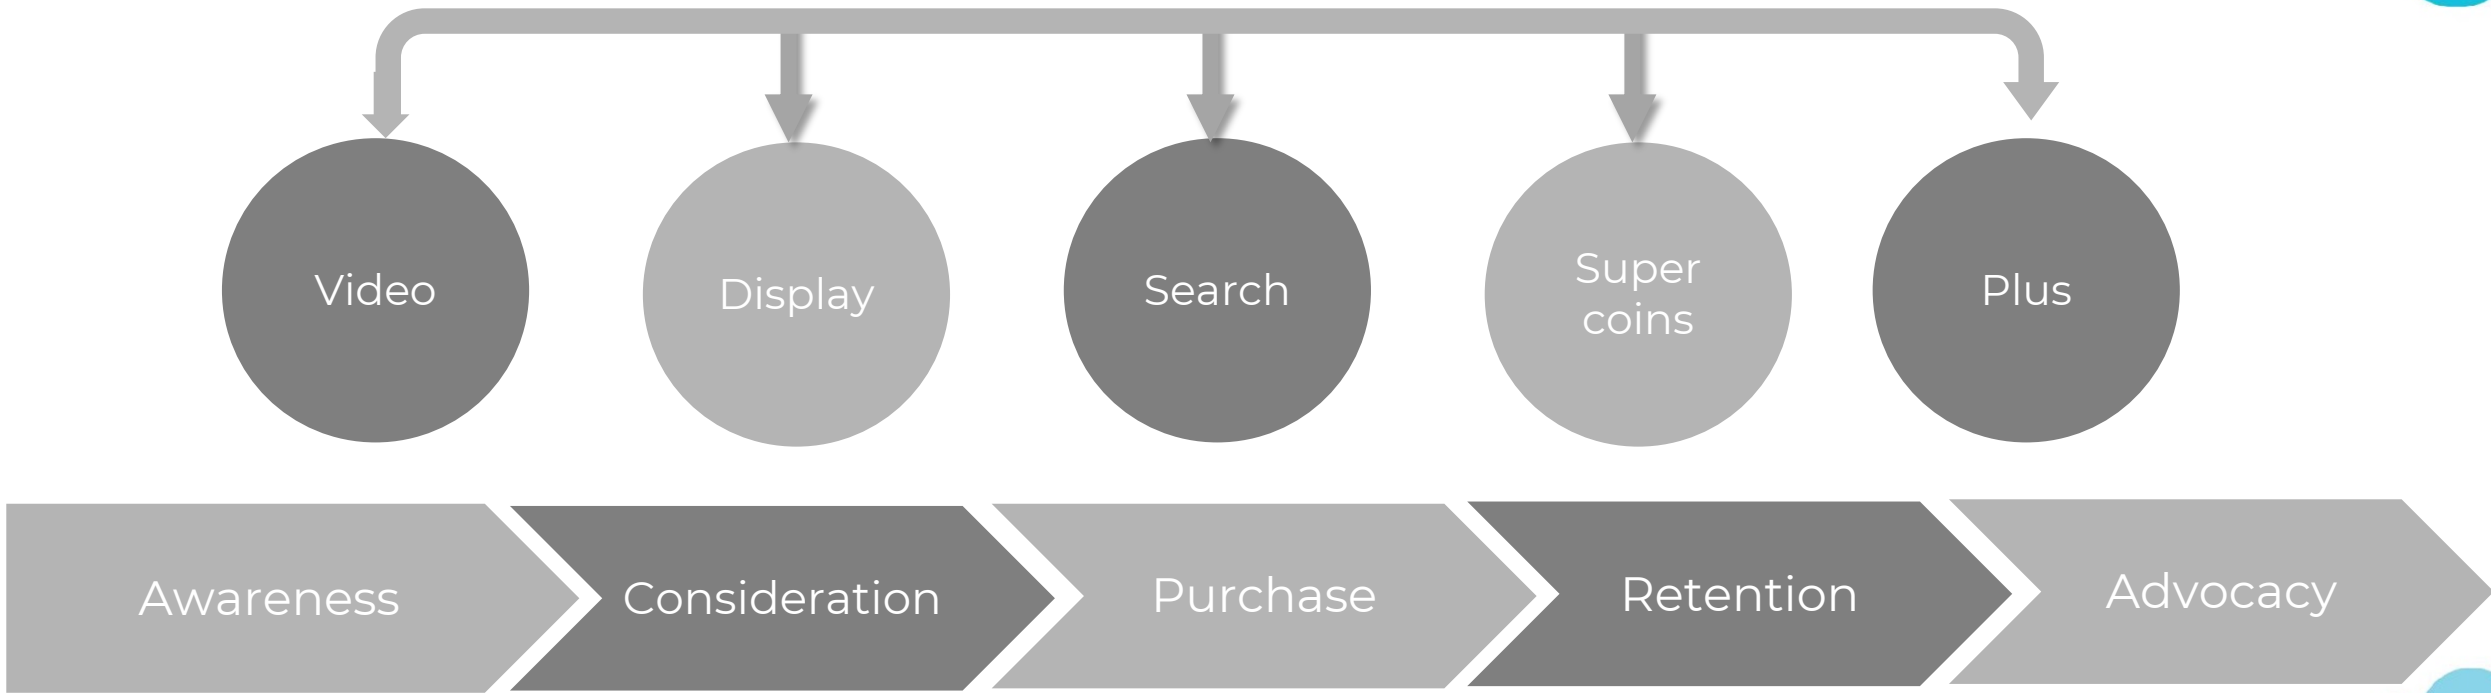 Video
Display
Search
Super
coins
Plus
Awareness
Consideration
Purchase
Retention
Advocacy